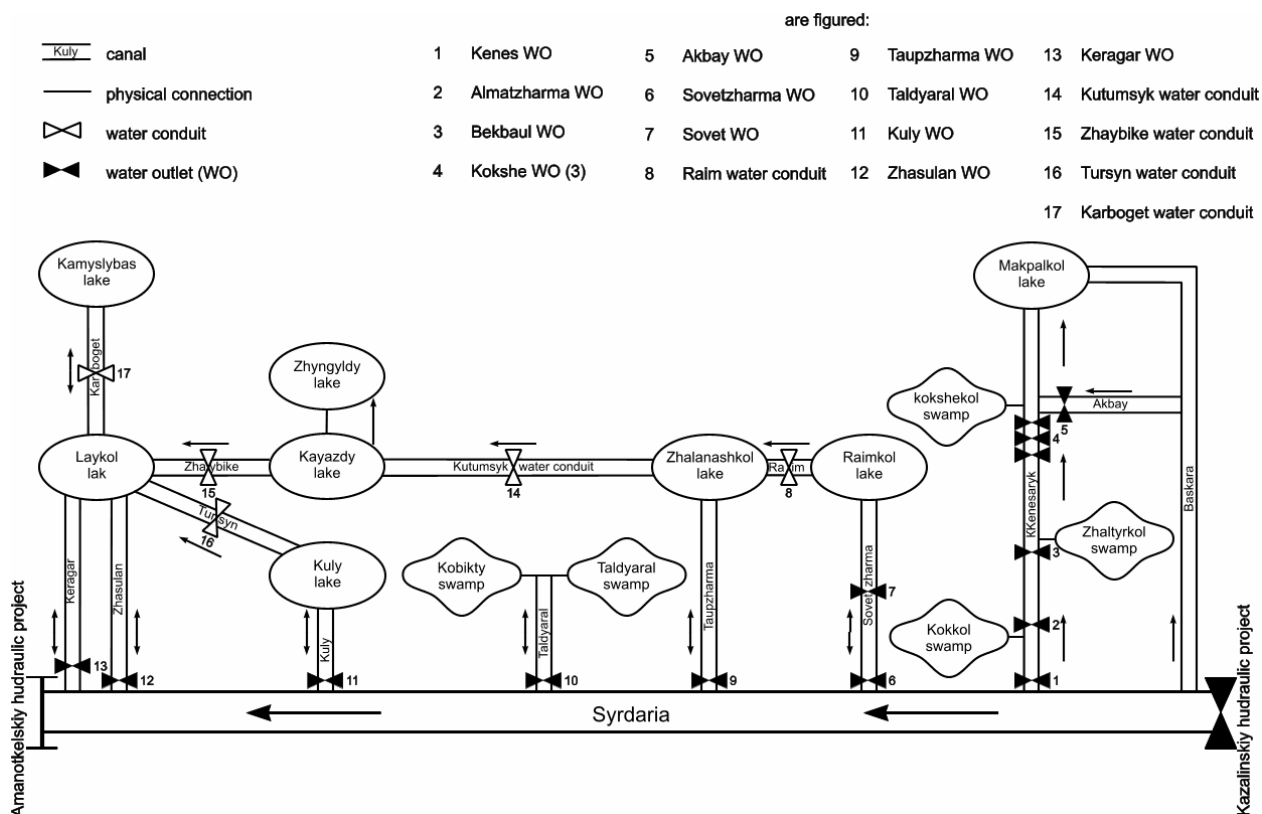 are figured:
Kuly canal
physical connection
water conduit
water outlet (WO)
1 Kenes WO
2 Almatzharma WO
3 Bekbaul WO
4 Kokshe WO (3)
5 Akbay WO
6 Sovetzharma WO
7 Sovet WO
8 Raim water conduit
9 Taupzharma WO
10 Taldyaral WO
11 Kuly WO
12 Zhasulan WO
13 Keragar WO
14 Kutumsyk water conduit
15 Zhaybike water conduit
16 Tursyn water conduit
17 Karboget water conduit
Kamyslybas
lake
Karboget
17
Makpalkol
lake
Zhyngyldy
lake
kokshekol
swamp
Akbay
5
4
Laykol
lak
Zhaybike
15
Kayazdy
lake
Kutumsyk water conduit
14
Zhalanashkol
lake
Raim
8
Raimkol
lake
Tursyn
16
KKenesaryk
Baskara
Zhaltyrkol
swamp
3
Kuly
lake
Kobikty
swamp
Taldyaral
swamp
Keragar
Zhasulan
Kuly
Taldyaral
Taupzharma
Sovetzharma
7
Kokkol
swamp
2
13
12
11
10
9
6
1
Syrdaria
Amanotkelskiy hudraulic project
Kazalinskiy hudraulic project